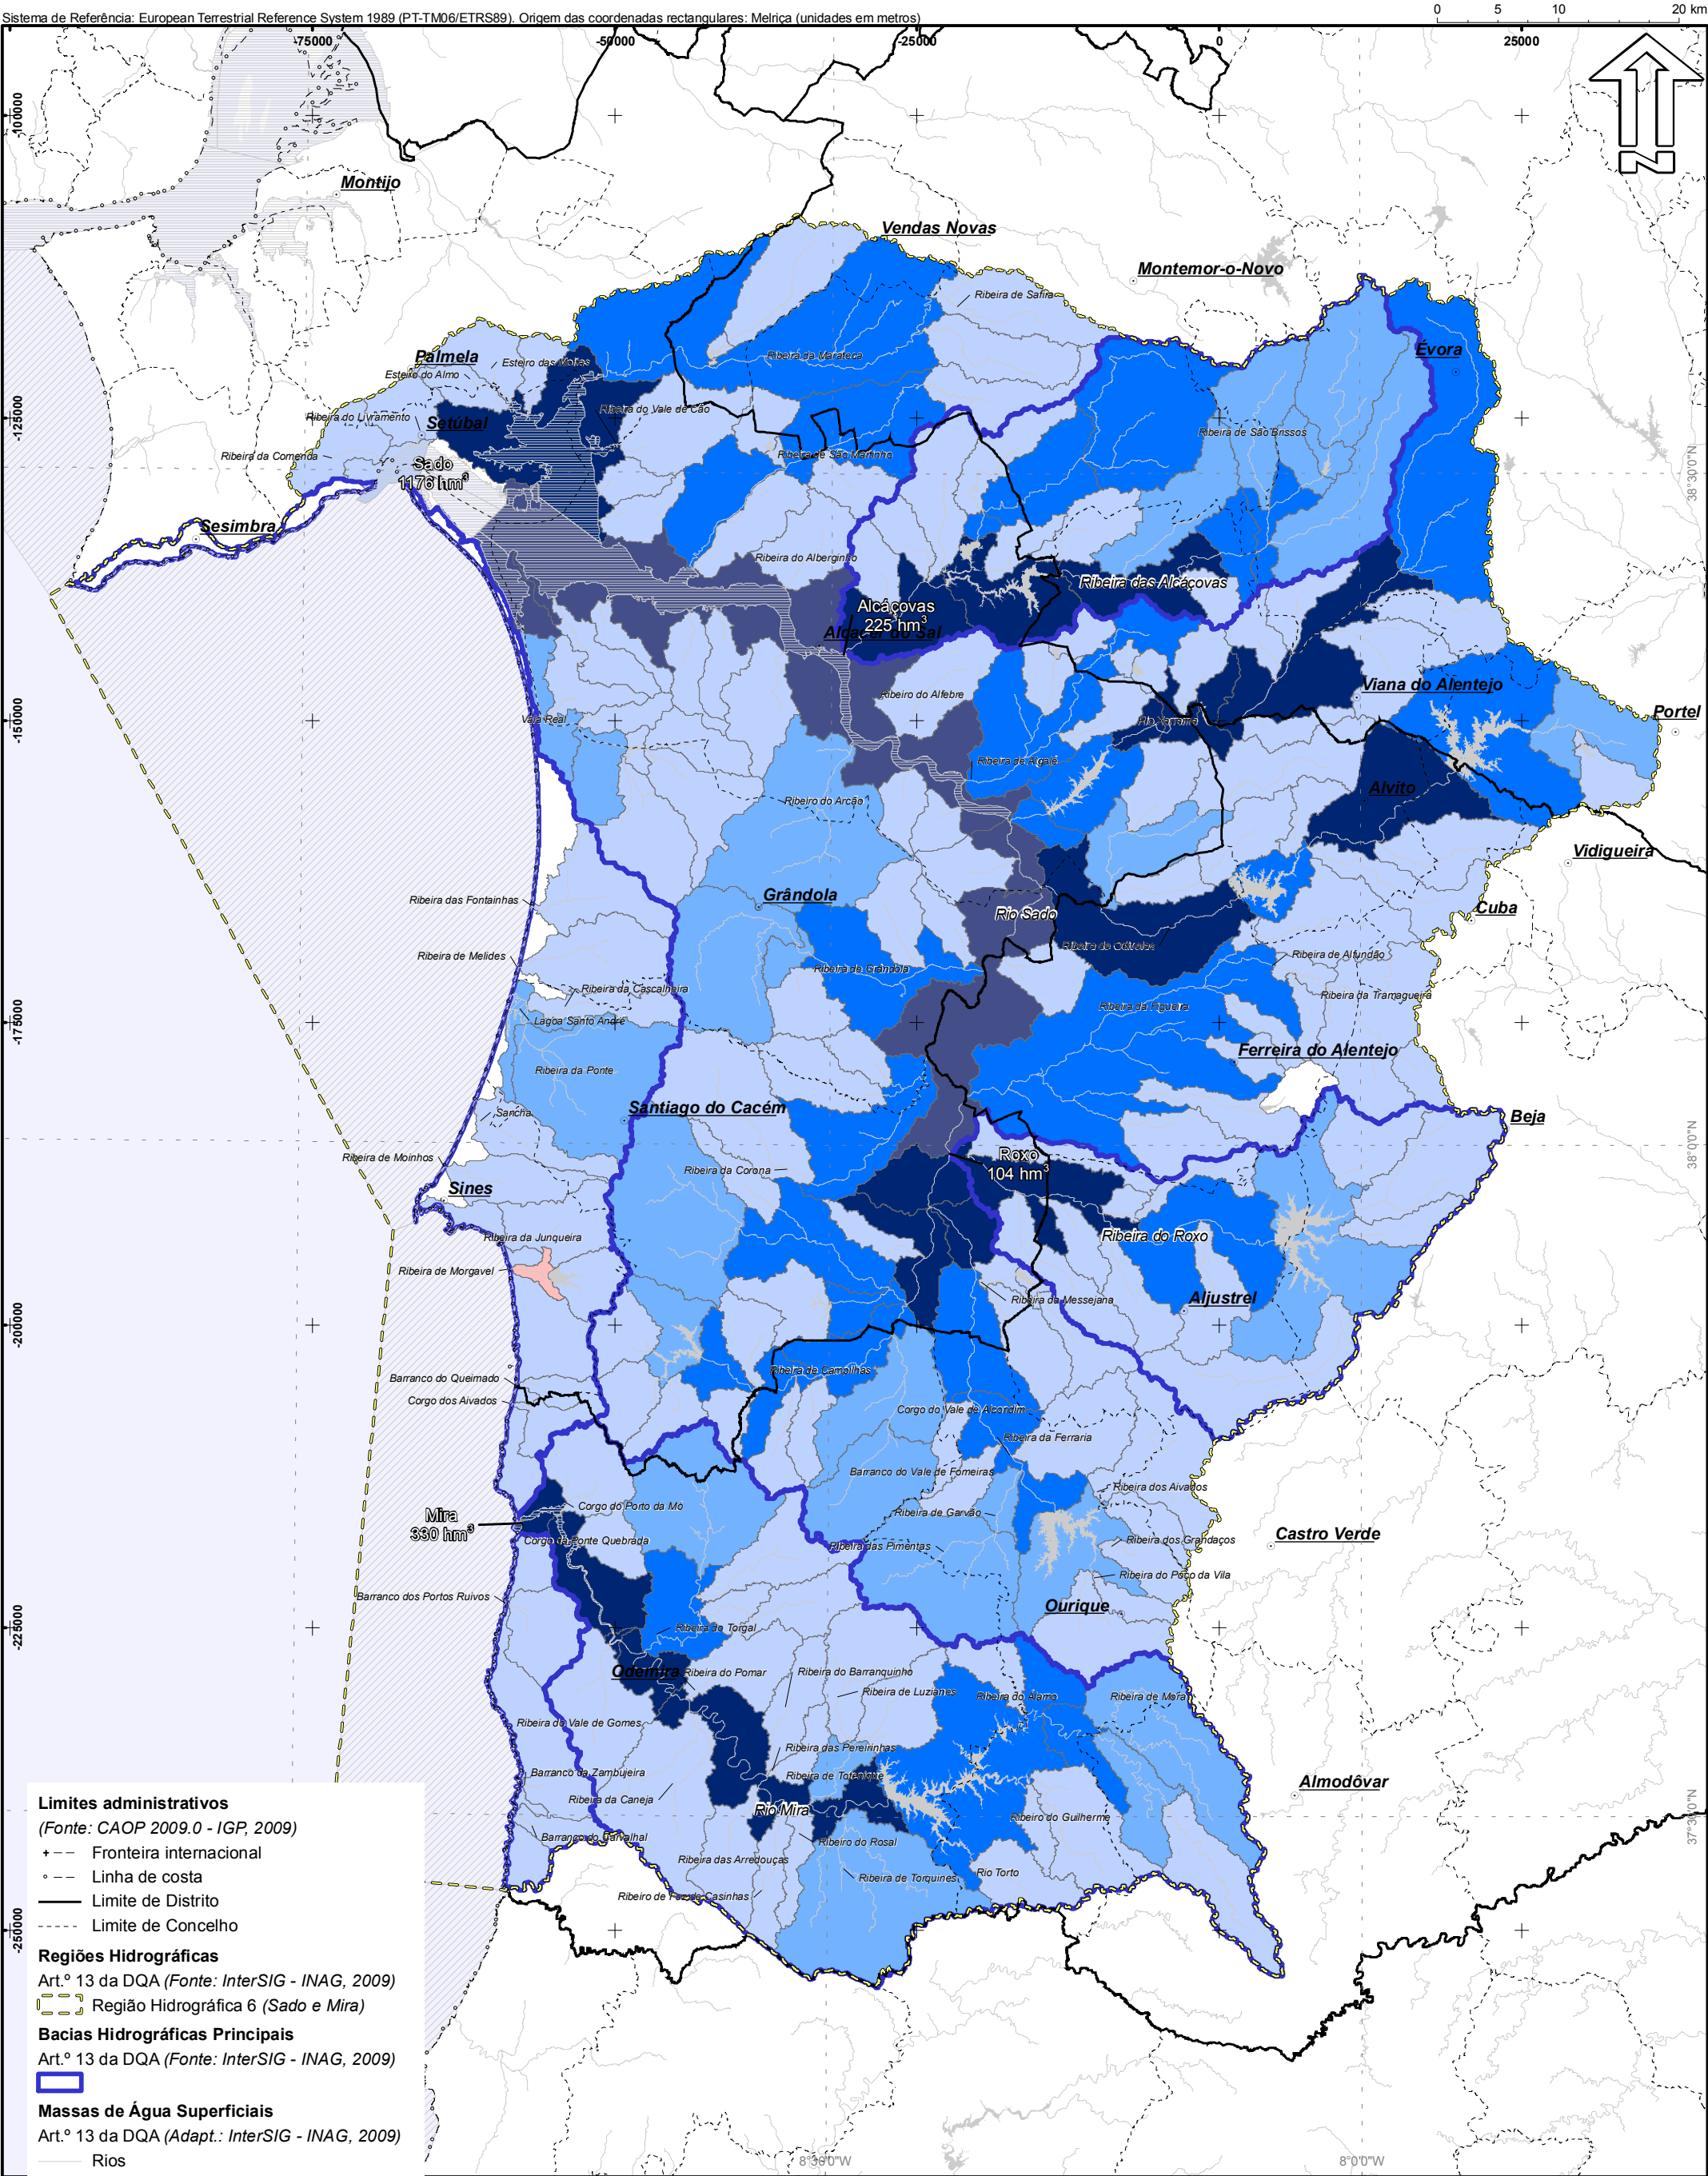 Sistema de Referência: European Terrestrial Reference System 1989 (PT-TM06/ETRS89). Origem das coordenadas rectangulares: Melriça (unidades em metros)
0 5 10 20 km
-75000
-50000
-25000
0
25000
-100000
-125000
-150000
-175000
-200000
-225000
-250000
38°30'0"N
38°0'0"N
37°30'0"N
8°0'0"W
Montijo
Vendas Novas
Montemor-o-Novo
Ribeira de Safira
Évora
Palmela
Esteiro das Moitas
Esteiro do Almo
Ribeira da Marateca
Ribeira do Livramento
Setúbal
Ribeira do Vale de Cão
Ribeira de São Brissos
Ribeira da Comenda
Ribeira de São Martinho
Sado
1176 hm³
Sesimbra
Ribeira do Alberginho
Ribeira das Alcáçovas
Alcáçovas
225 hm³
Alcácer do Sal
Viana do Alentejo
Ribeiro do Alfebre
Portel
Vala Real
Rio Xarrama
Ribeira de Algalé
Alvito
Ribeiro do Arcão
Vidigueira
Grândola
Ribeira das Fontainhas
Cuba
Rio Sado
Ribeira de Odivelas
Ribeira de Alfundão
Ribeira de Melides
Ribeira de Grândola
Ribeira da Cascalheira
Ribeira da Tramagueira
Ribeira da Figueira
Lagoa Santo André
Ferreira do Alentejo
Ribeira da Ponte
Santiago do Cacém
Sancha
Beja
Ribeira de Moinhos
Roxo
104 hm³
Ribeira da Corona
Sines
Ribeira da Junqueira
Ribeira do Roxo
Ribeira de Morgavel
Aljustrel
Ribeira da Messejana
Ribeira de Campilhas
Barranco do Queimado
Corgo dos Aivados
Corgo do Vale de Alcordim
Ribeira da Ferraria
Barranco do Vale de Forneiras
Ribeira dos Aivados
Corgo do Porto da Mó
Ribeira de Garvão
Mira
330 hm³
Castro Verde
Corgo da Ponte Quebrada
Ribeira das Pimentas
Ribeira dos Grandaços
Ribeira do Poço da Vila
Barranco dos Portos Ruivos
Ourique
Ribeira do Torgal
Odemira
Ribeira do Pomar
Ribeira do Barranquinho
Ribeira de Luzianes
Ribeira do Álamo
Ribeira de Mora
Ribeira do Vale de Gomes
Ribeira das Pereirinhas
Barranco da Zambujeira
Ribeira de Totenique
Almodôvar
Ribeira da Caneja
Rio Mira
Ribeiro do Guilherme
Barranco do Carvalhal
Ribeiro do Rosal
Ribeira das Arredouças
Rio Torto
Ribeira de Torquines
Limites administrativos
(Fonte: CAOP 2009.0 - IGP, 2009)
Fronteira internacional
Linha de costa
Limite de Distrito
Limite de Concelho
Regiões Hidrográficas
Art.º 13 da DQA (Fonte: InterSIG - INAG, 2009)
Região Hidrográfica 6 (Sado e Mira)
Bacias Hidrográficas Principais
Art.º 13 da DQA (Fonte: InterSIG - INAG, 2009)
Massas de Água Superficiais
Art.º 13 da DQA (Adapt.: InterSIG - INAG, 2009)
Rios